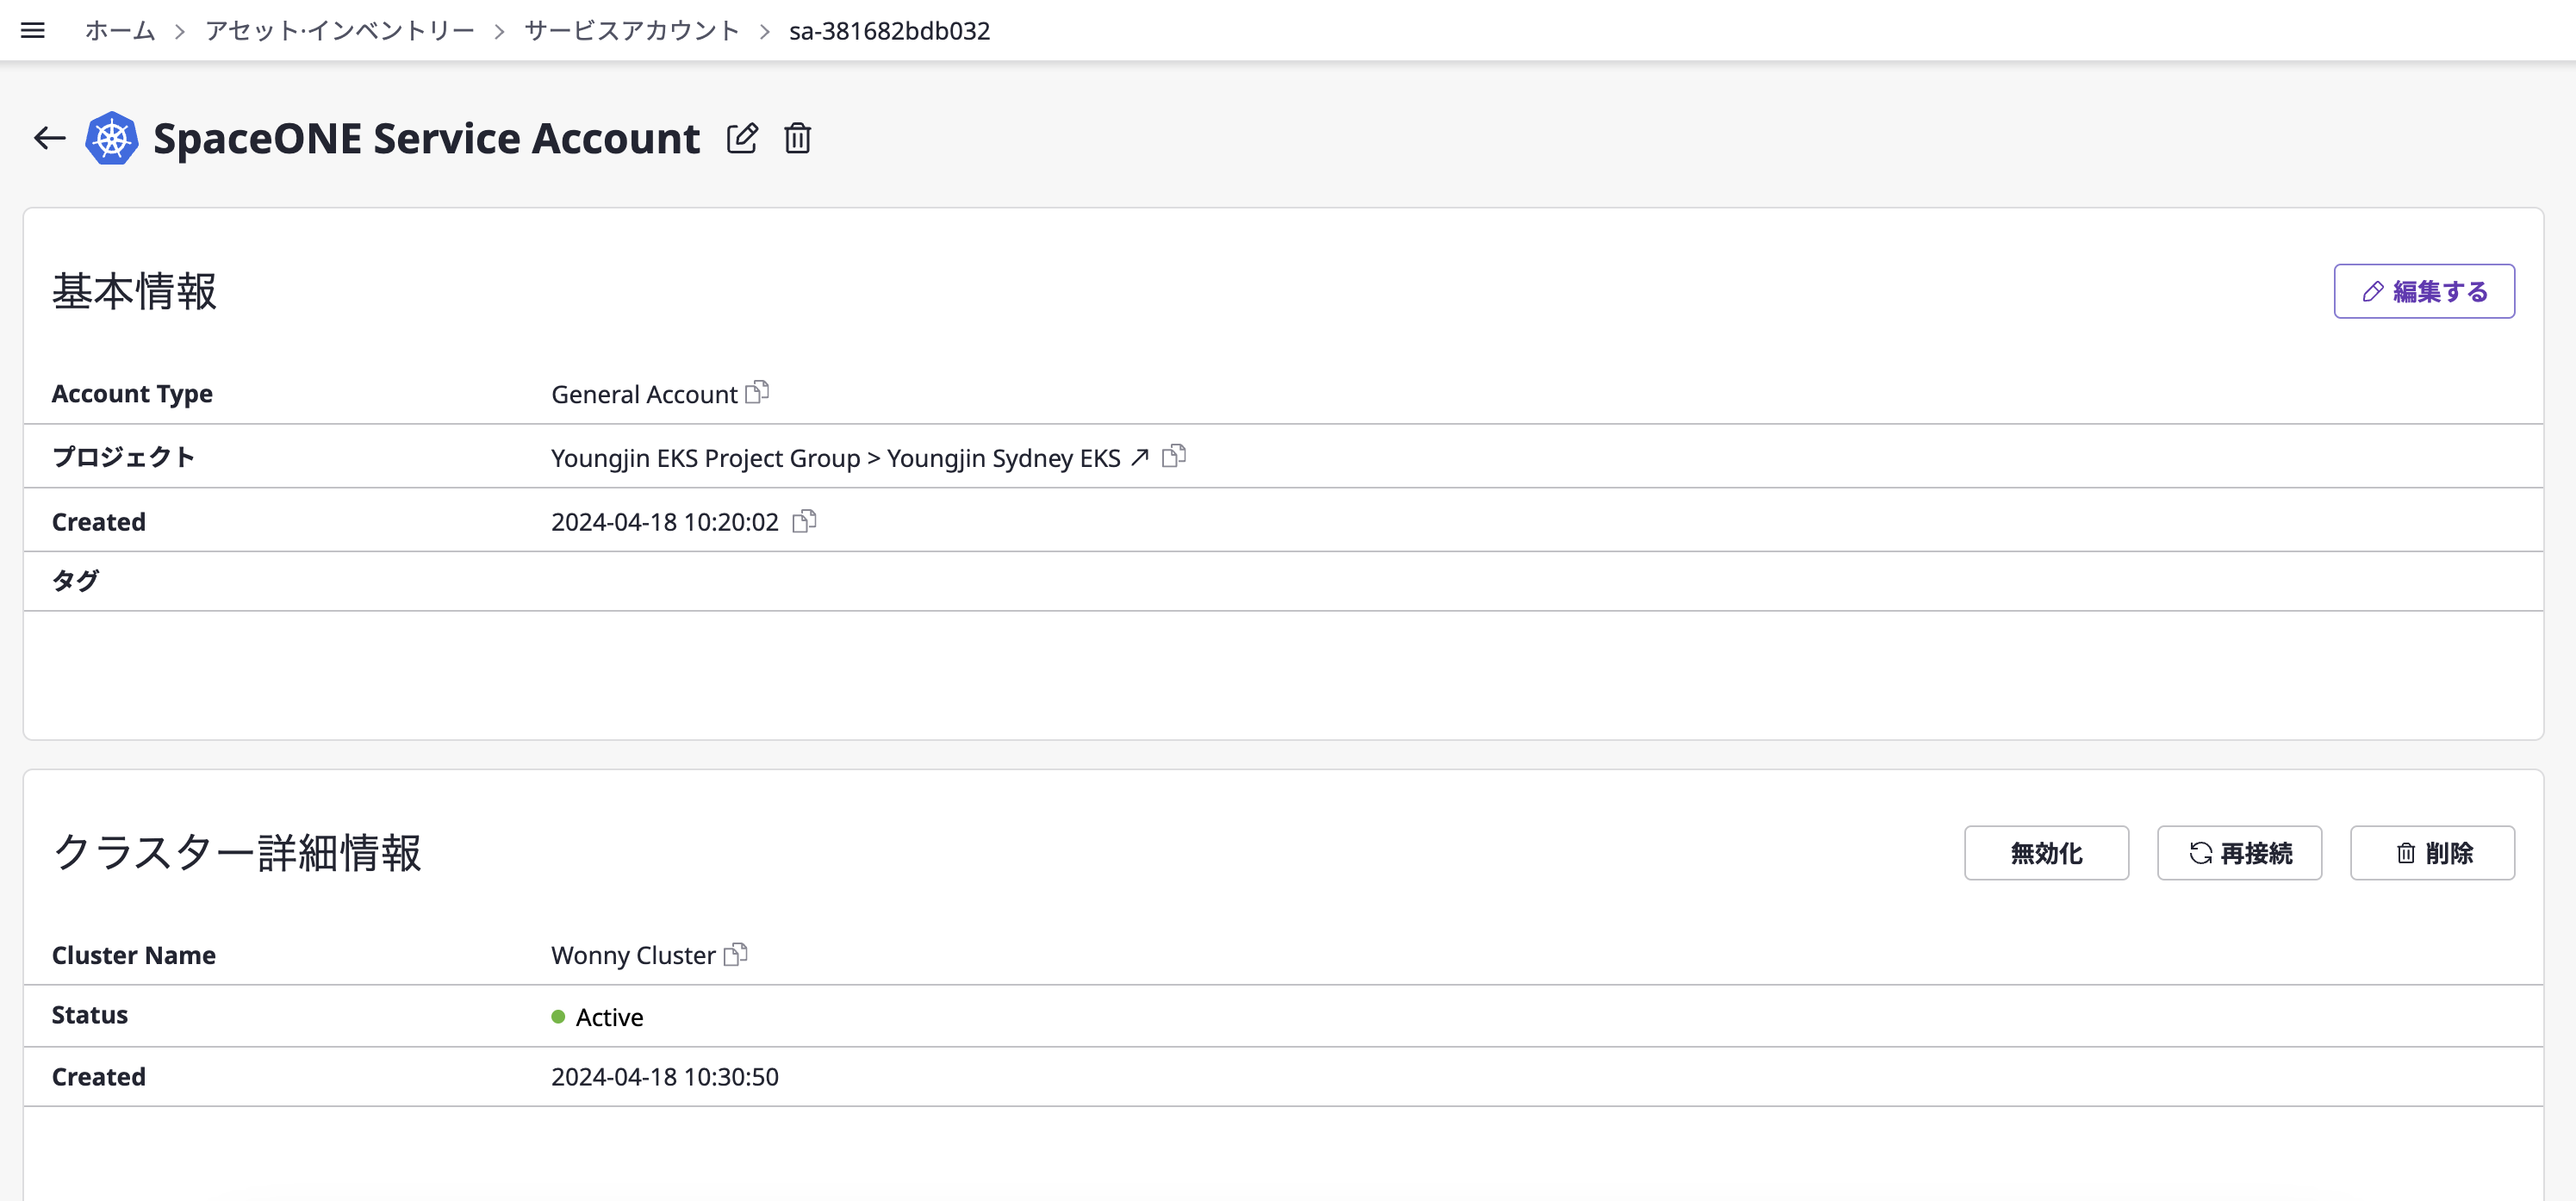 ホーム > アセット·インベントリー > サービスアカウント > sa-381682bdb032
SpaceONE Service Account
基本情報
編集する
Account Type General Account
プロジェクト Youngjin EKS Project Group > Youngjin Sydney EKS
Created 2024-04-18 10:20:02
タグ
クラスター詳細情報
無効化 再接続 削除
Cluster Name Wonny Cluster
Status Active
Created 2024-04-18 10:30:50